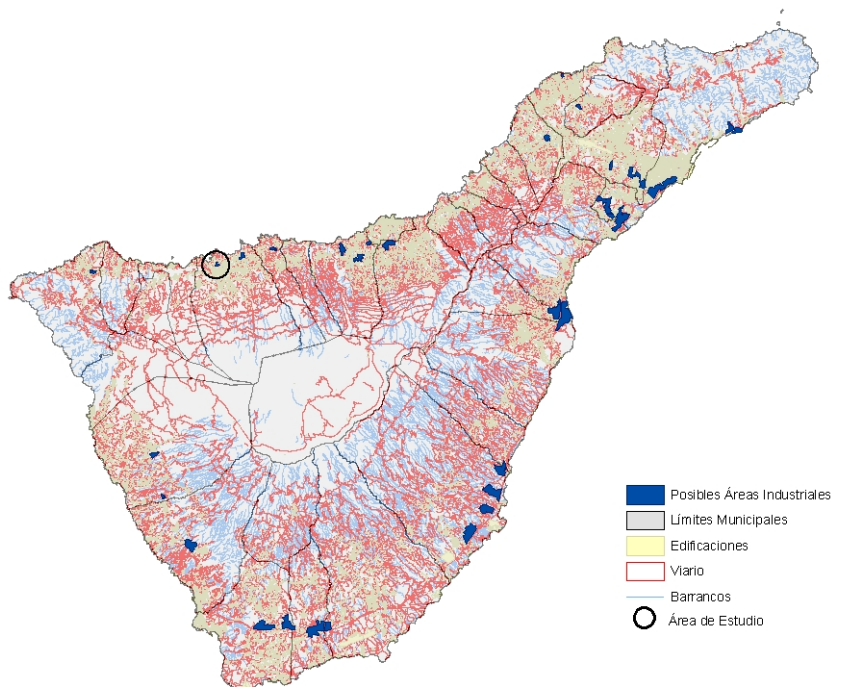 Posibles Áreas Industriales
Límites Municipales
Edificaciones
Viario
Barrancos
Área de Estudio